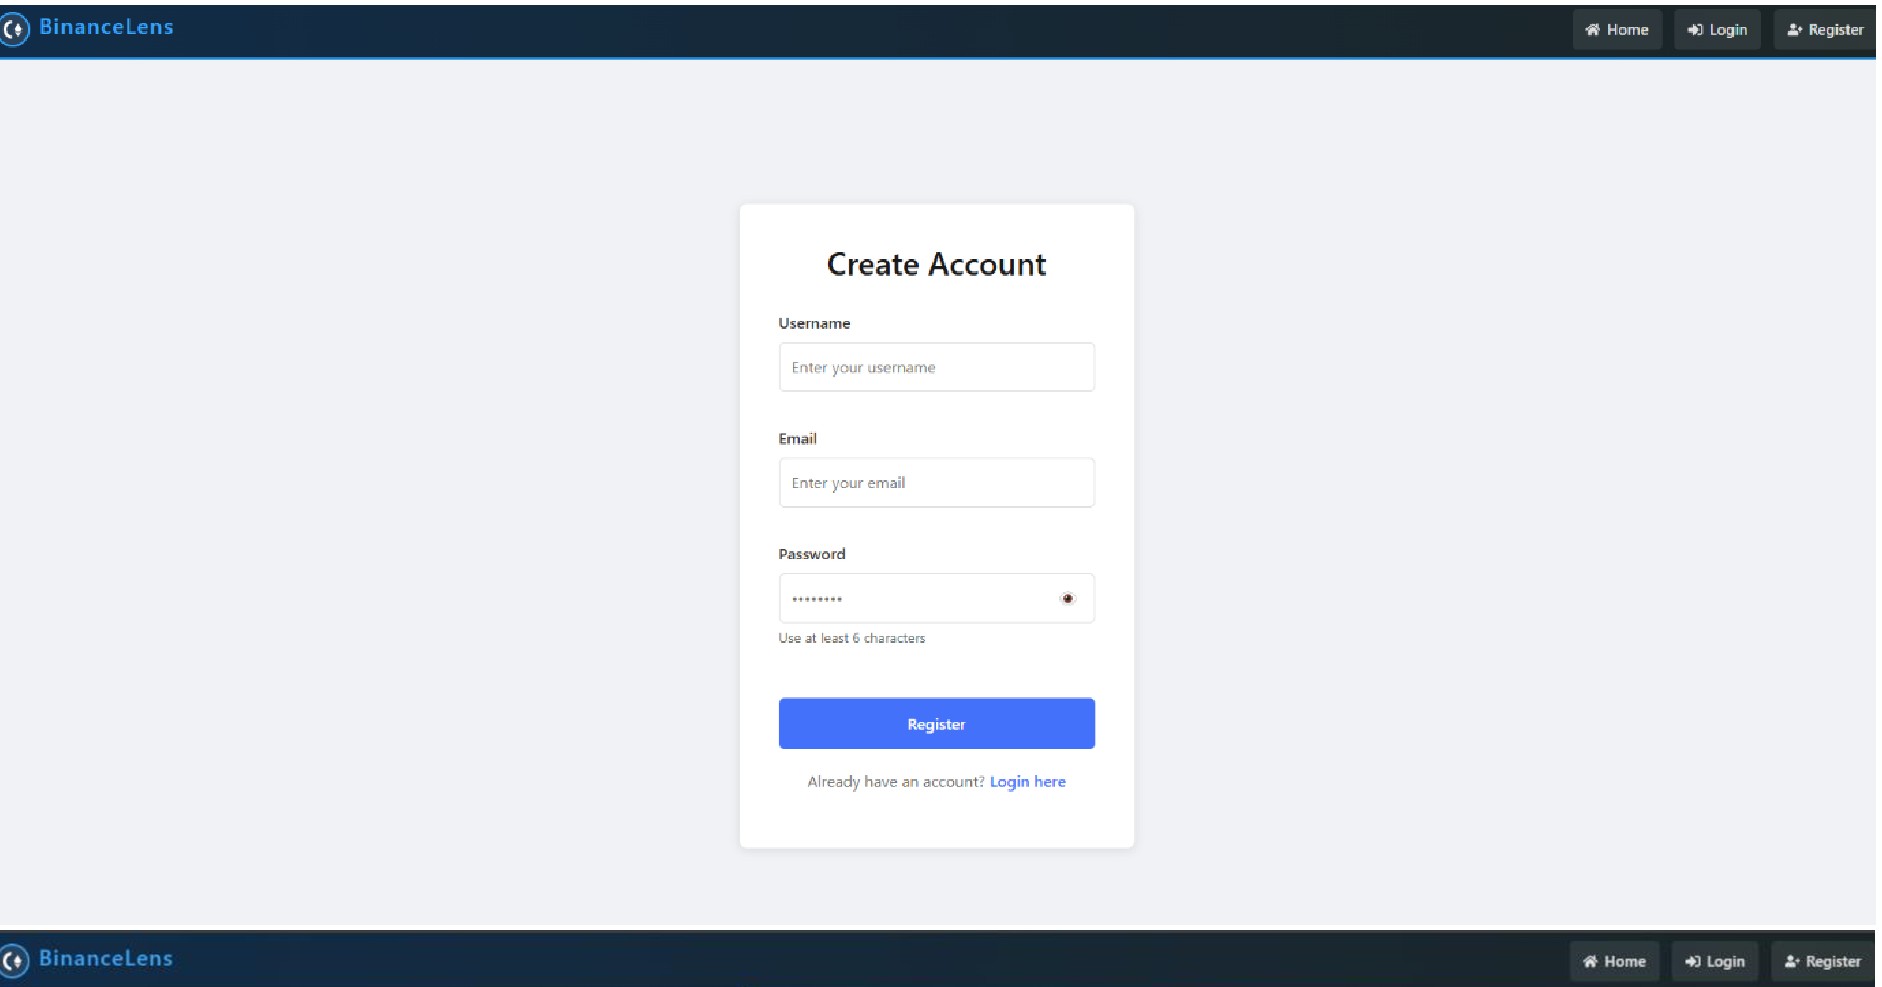 BinanceLens Home Login Register
Create Account
Username
Enter your username
Email
Enter your email
Password
••••••••
Use at least 6 characters
Register
Already have an account? Login here
BinanceLens Home Login Register